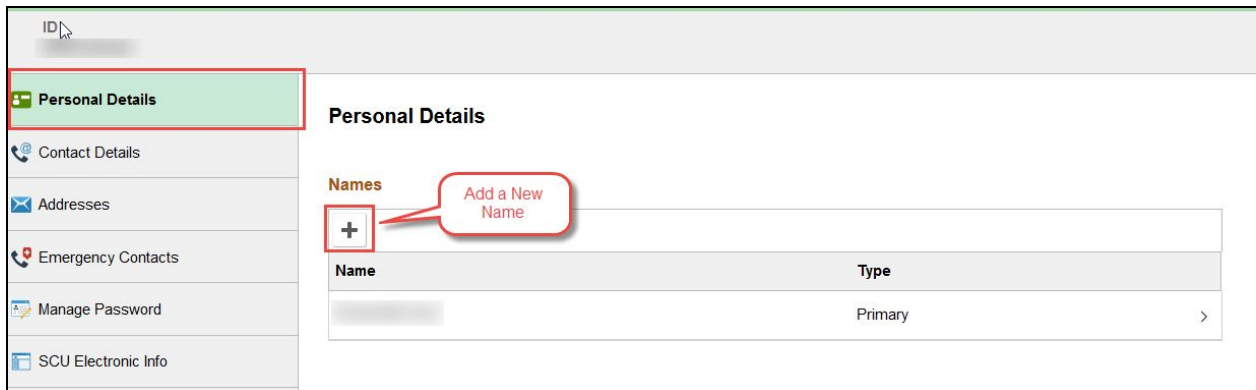 ID
Personal Details
Contact Details
Addresses
Emergency Contacts
Manage Password
SCU Electronic Info
Personal Details
Names
Add a New
Name
+
Name Type
Primary >